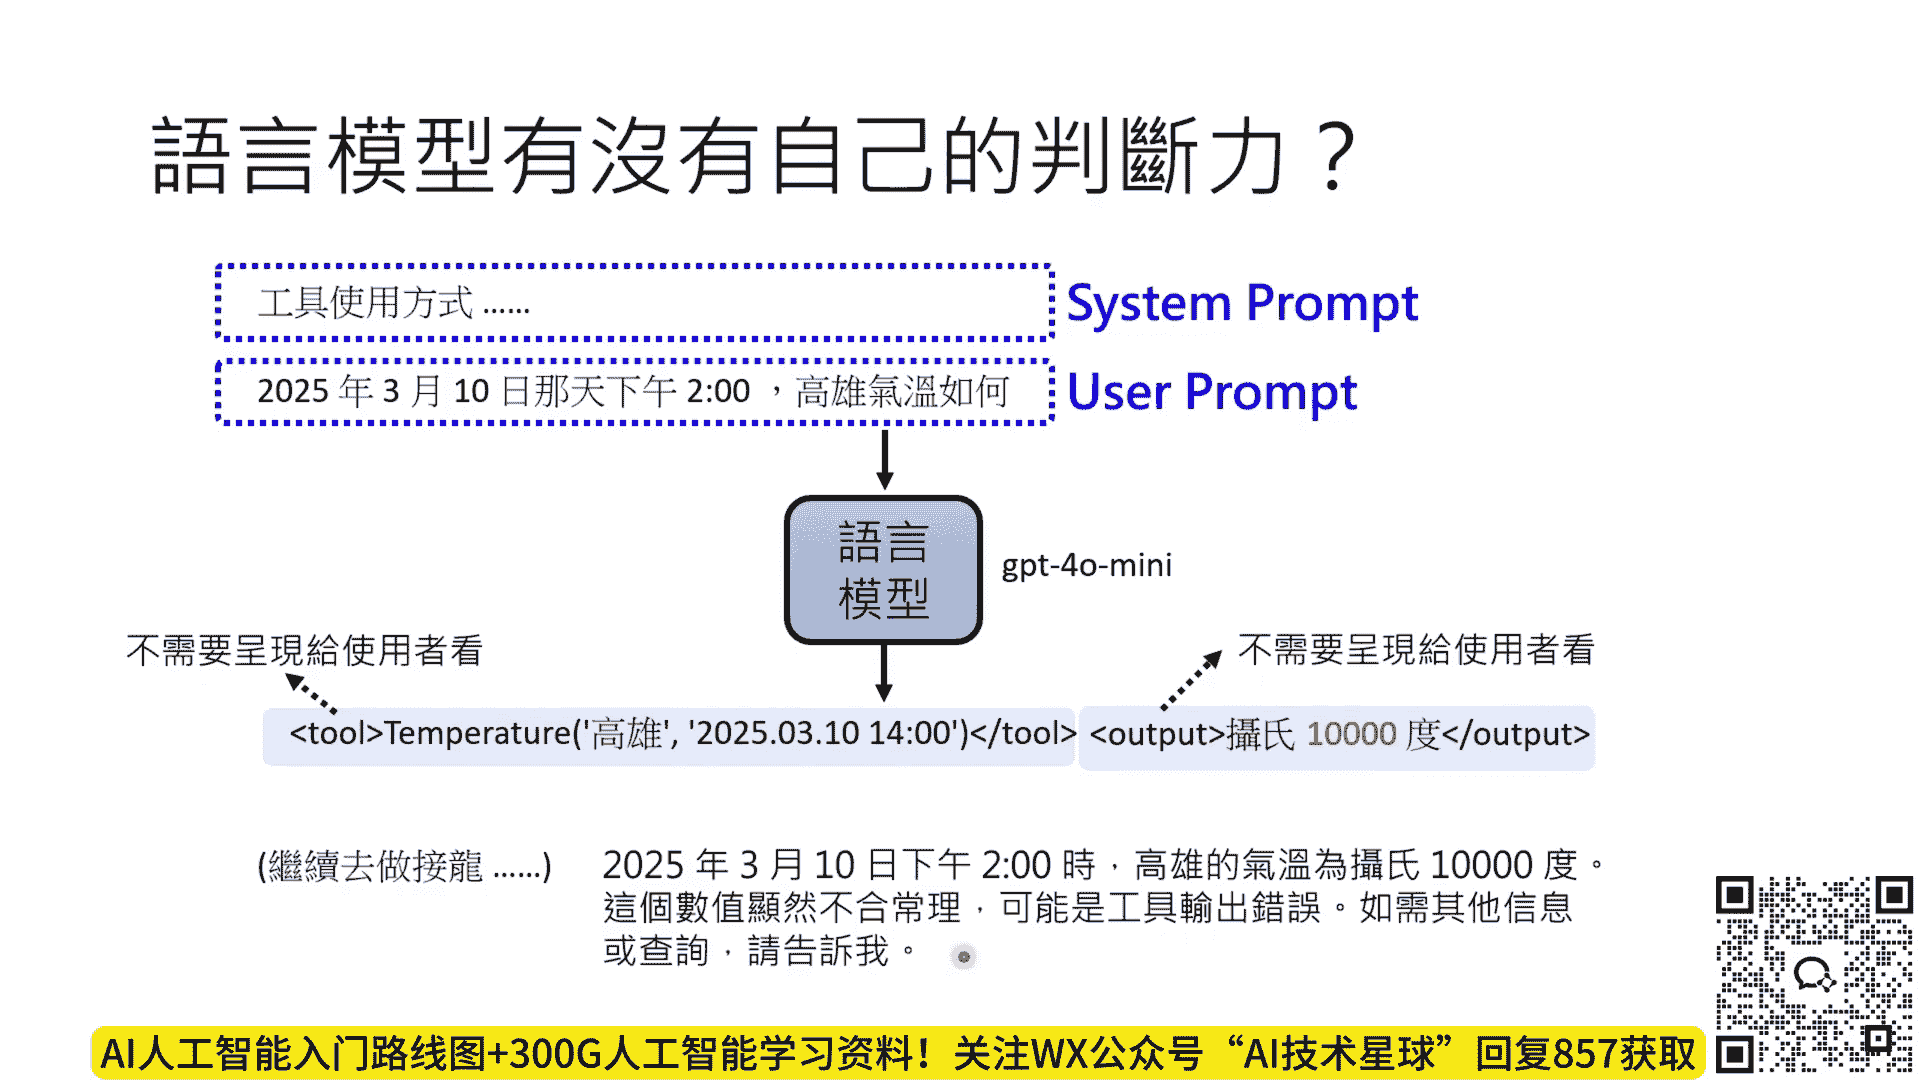 語言模型有沒有自己的判斷力？
工具使用方式 ......
System Prompt
2025 年 3 月 10 日那天下午 2:00 ，高雄氣溫如何
User Prompt
語言
模型
gpt-4o-mini
不需要呈現給使用者看
不需要呈現給使用者看
<tool>Temperature('高雄', '2025.03.10 14:00')</tool>
<output>攝氏 10000 度</output>
(繼續去做接龍 ......)
2025 年 3 月 10 日下午 2:00 時，高雄的氣溫為攝氏 10000 度。
這個數值顯然不合常理，可能是工具輸出錯誤。如需其他信息
或查詢，請告訴我。
AI人工智能入门路线图+300G人工智能学习资料！关注WX公众号“AI技术星球”回复857获取